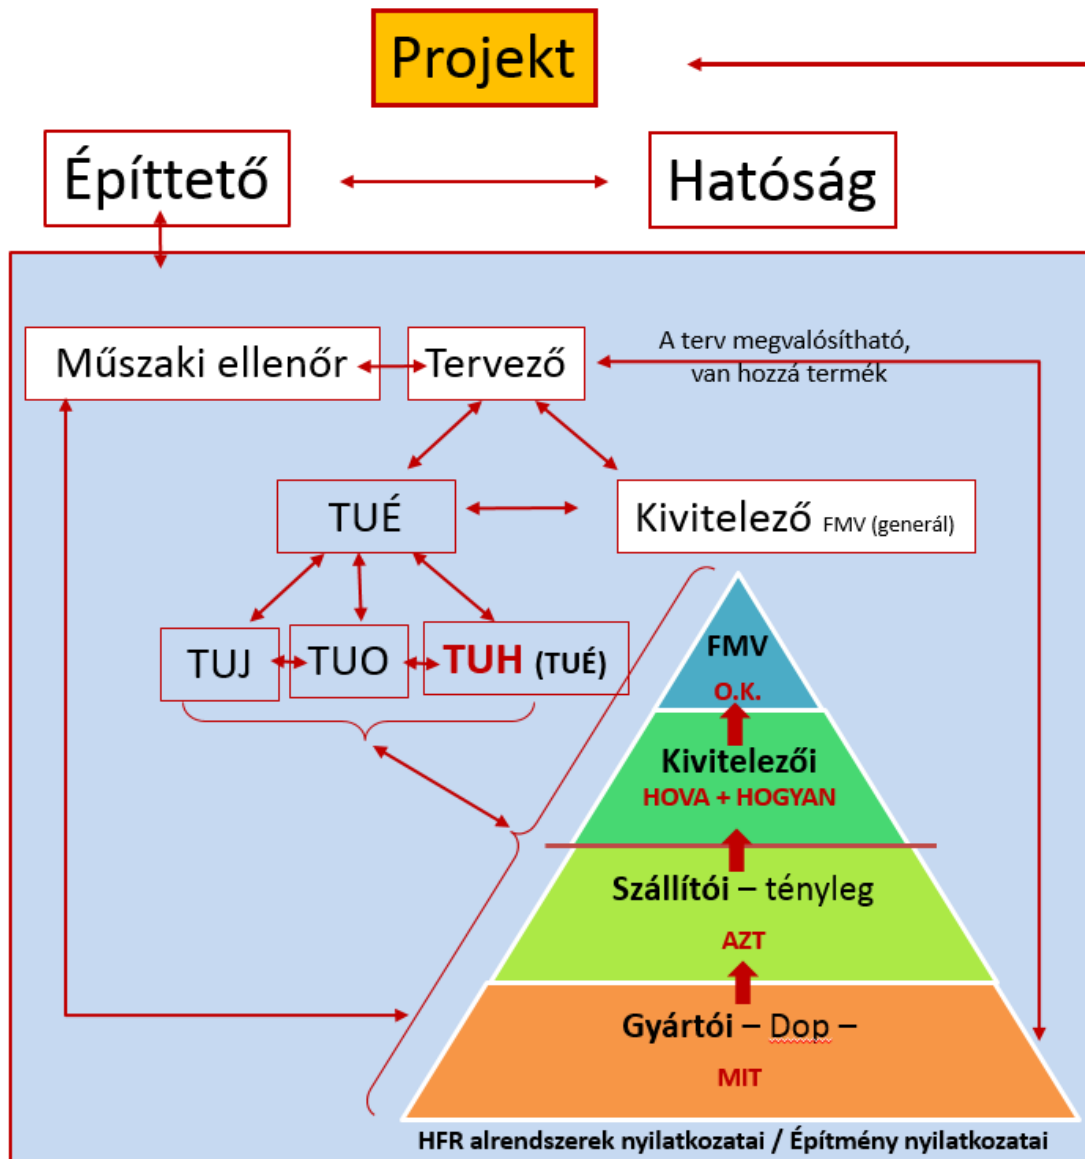 Projekt
Építtető
Hatóság
Műszaki ellenőr
Tervező
A terv megvalósítható,
van hozzá termék
TUÉ
Kivitelező FMV (generál)
TUJ
TUO
TUH (TUÉ)
FMV
O.K.
Kivitelezői
HOVA + HOGYAN
Szállítói – tényleg
AZT
Gyártói – Dop –
MIT
HFR alrendszerek nyilatkozatai / Építmény nyilatkozatai